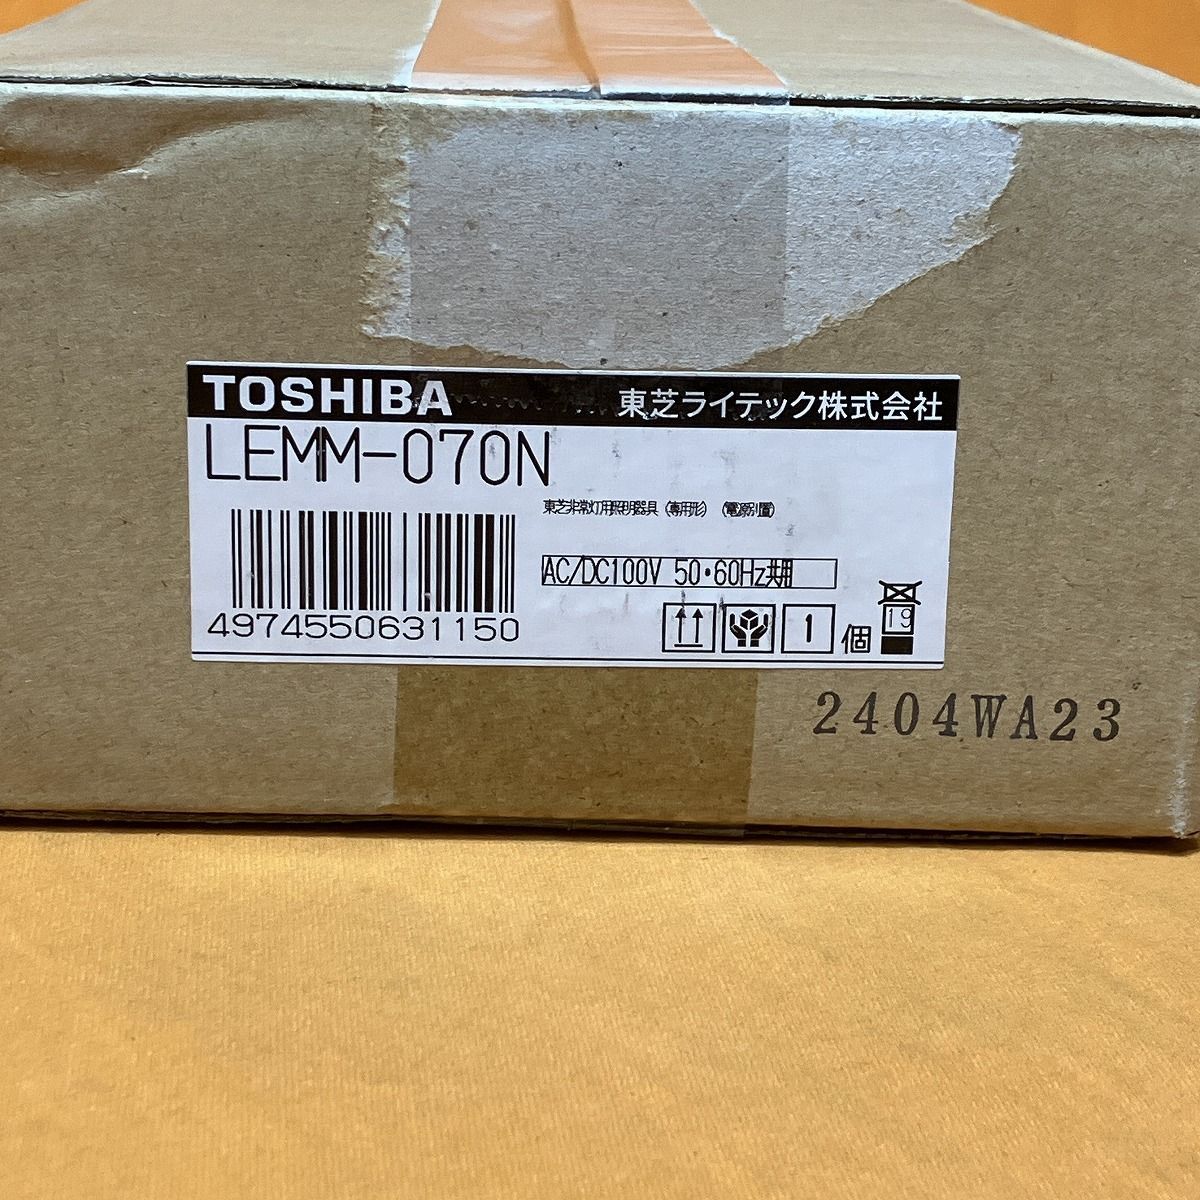 TOSHIBA 東芝ライテック株式会社
LEMM-070N
東芝非常灯用照明器具 (専用形) (電源別置)
AC/DC100V 50・60Hz共用
4974550631150
1 個
19
2404WA23